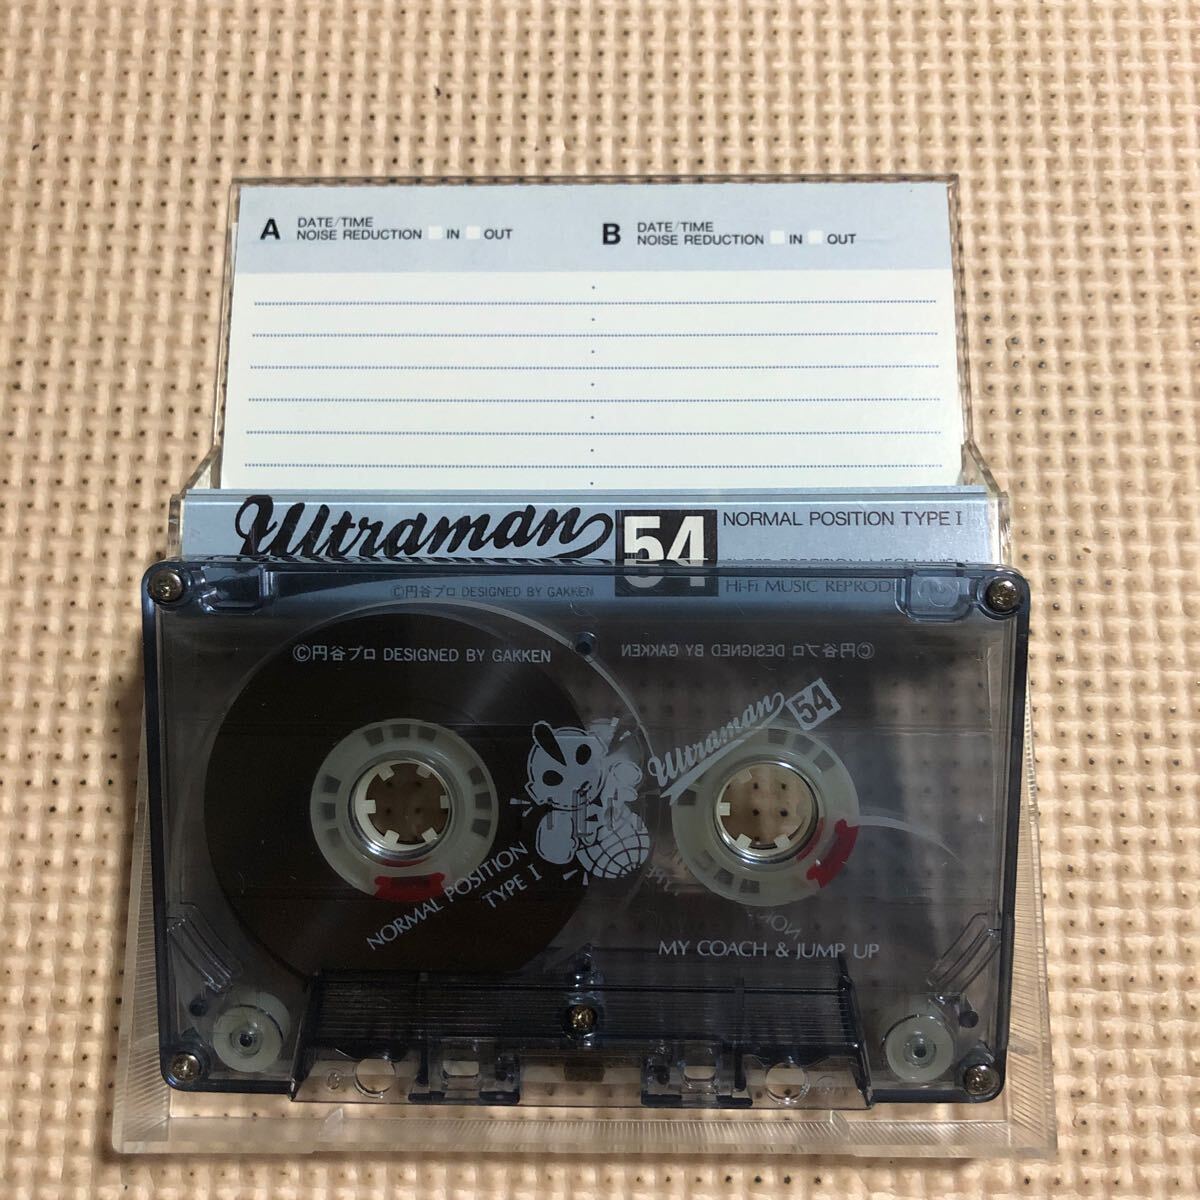 A DATE/TIME
NOISE REDUCTION IN OUT
B DATE/TIME
NOISE REDUCTION IN OUT
Ultraman 54 NORMAL POSITION TYPE I
Hi-Fi MUSIC
©円谷プロ DESIGNED BY GAKKEN
©円谷プロ DESIGNED BY GAKKEN
©円谷プロ DESIGNED BY GAKKEN
Ultraman 54
NORMAL POSITION
TYPE I
MY COACH & JUMP UP